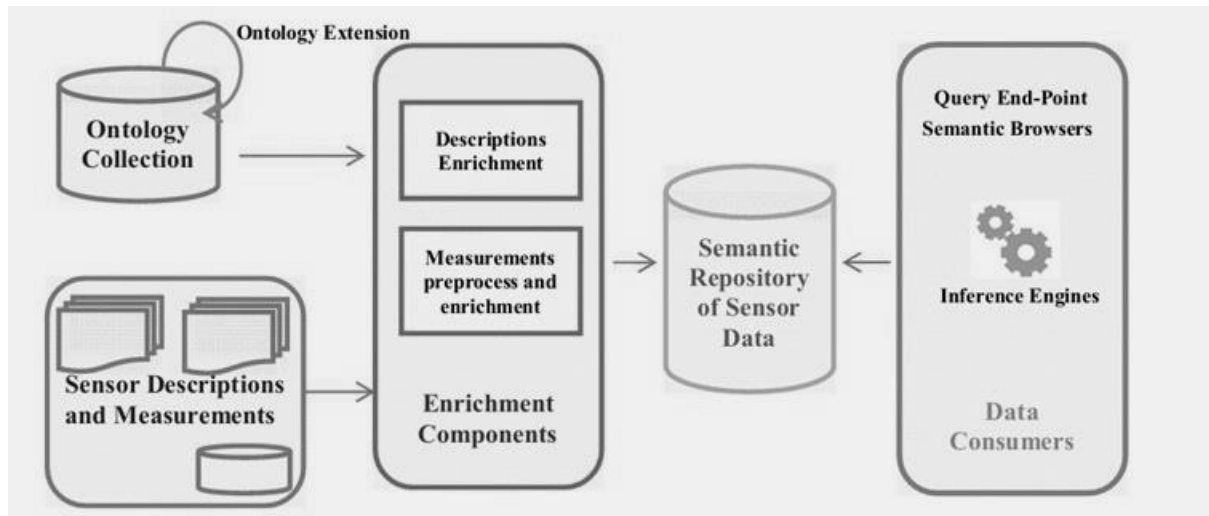 Ontology Extension
Ontology
Collection
Sensor Descriptions
and Measurements
Descriptions
Enrichment
Measurements
preprocess and
enrichment
Enrichment
Components
Semantic
Repository
of Sensor
Data
Query End-Point
Semantic Browsers
Inference Engines
Data
Consumers